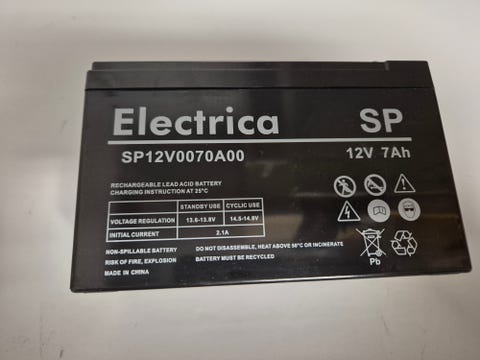 Electrica SP
SP12V0070A00 12V 7Ah
RECHARGEABLE LEAD ACID BATTERY
CHARGING INSTRUCTION AT 25°C
STANDBY USE CYCLIC USE
VOLTAGE REGULATION 13.6-13.8V 14.5-14.9V
INITIAL CURRENT 2.1A
NON-SPILLABLE BATTERY DO NOT DISASSEMBLE, HEAT ABOVE 50°C OR INCINERATE
RISK OF FIRE, EXPLOSION BATTERY MUST BE RECYCLED
MADE IN CHINA
Pb